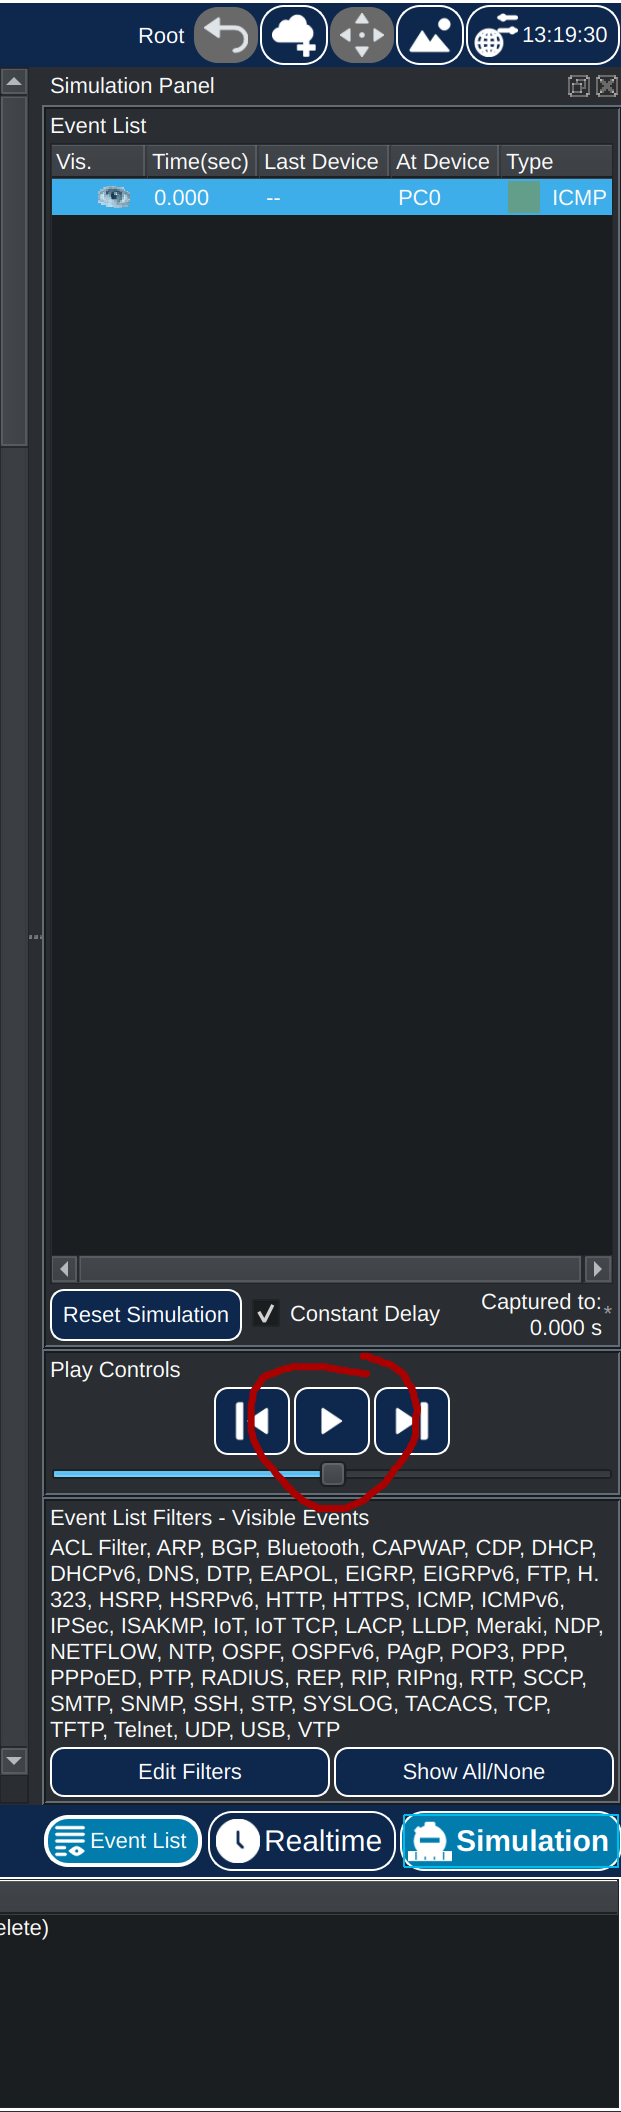 Root 13:19:30
Simulation Panel
Event List
Vis. Time(sec) Last Device At Device Type
0.000 -- PC0 ICMP
Reset Simulation Constant Delay Captured to:*
0.000 s
Play Controls
Event List Filters - Visible Events
ACL Filter, ARP, BGP, Bluetooth, CAPWAP, CDP, DHCP,
DHCPv6, DNS, DTP, EAPOL, EIGRP, EIGRPv6, FTP, H.
323, HSRP, HSRPv6, HTTP, HTTPS, ICMP, ICMPv6,
IPSec, ISAKMP, IoT, IoT TCP, LACP, LLDP, Meraki, NDP,
NETFLOW, NTP, OSPF, OSPFv6, PAgP, POP3, PPP,
PPPoED, PTP, RADIUS, REP, RIP, RIPng, RTP, SCCP,
SMTP, SNMP, SSH, STP, SYSLOG, TACACS, TCP,
TFTP, Telnet, UDP, USB, VTP
Edit Filters Show All/None
Event List Realtime Simulation
elete)